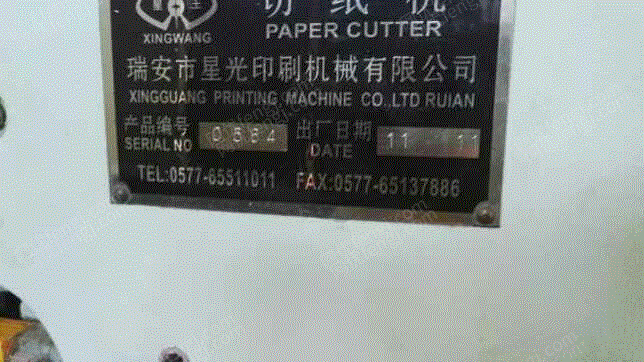 切纸机
XINGWANG
PAPER CUTTER
瑞安市星光印刷机械有限公司
XINGGUANG PRINTING MACHINE CO.,LTD RUIAN
产品编号 0564 出厂日期 11 11
SERIAL NO DATE
TEL:0577-65511011 FAX:0577-65137886